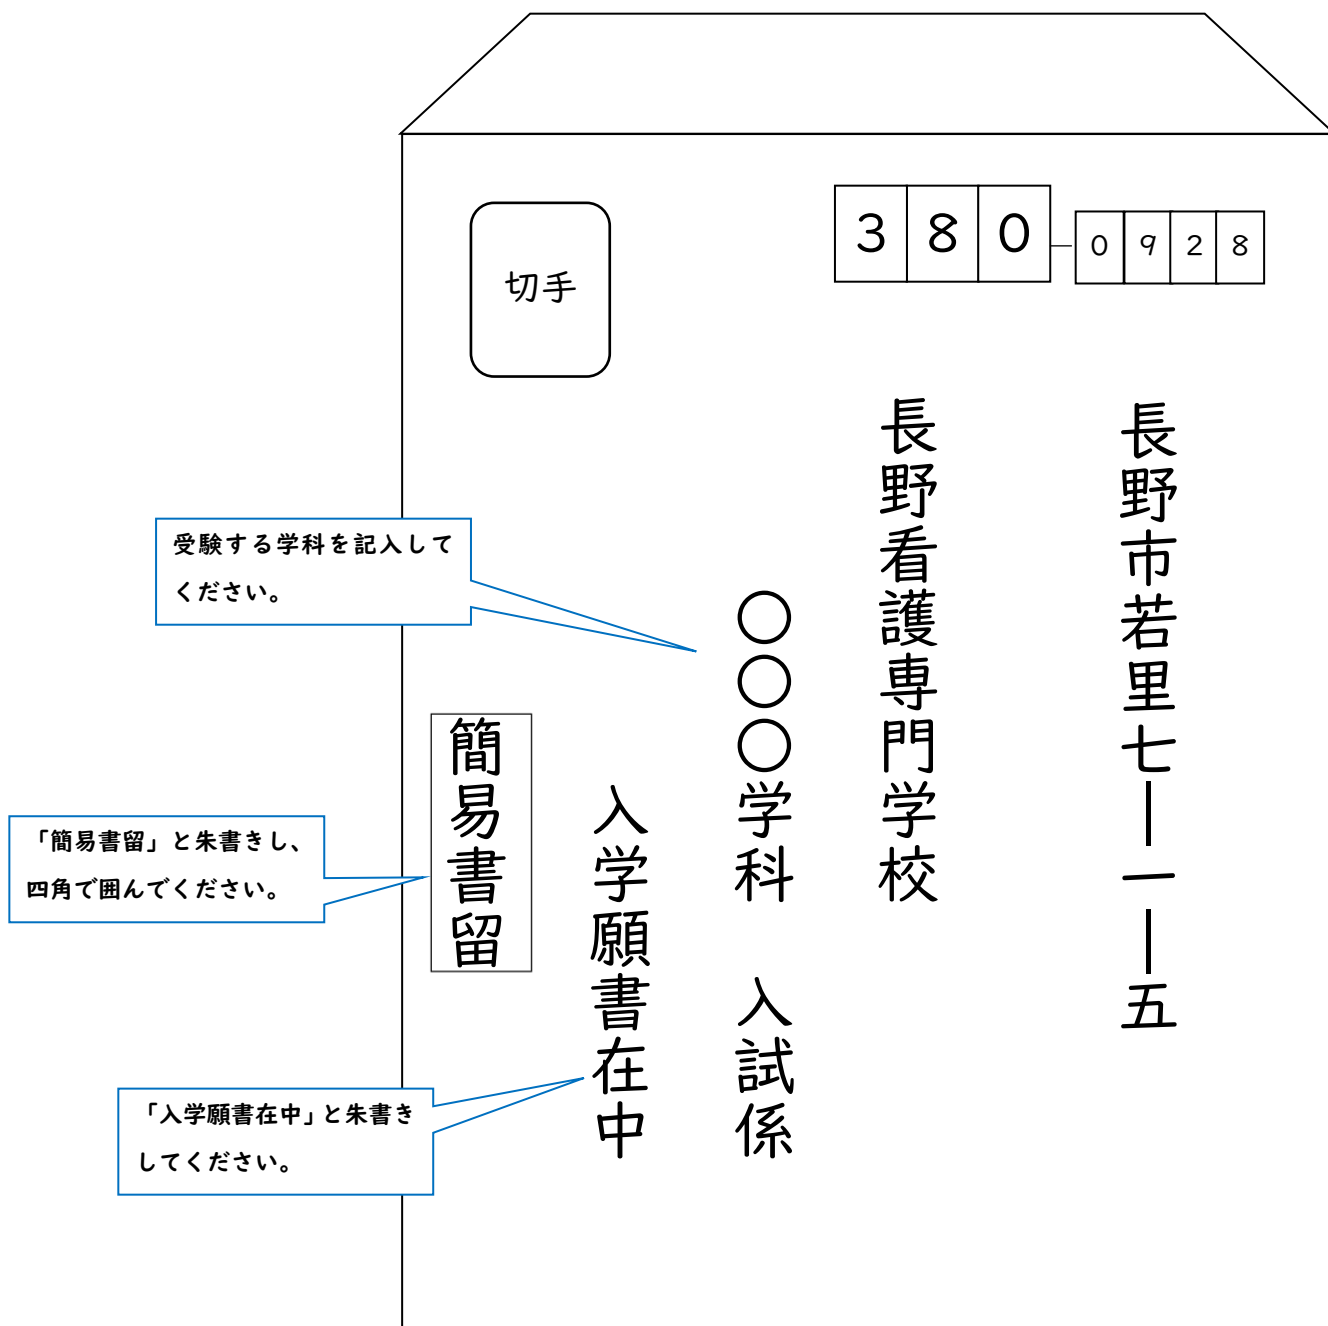 380-0928
切手
長野市若里七―一―五
長野看護専門学校
○○○学科　入試係
入学願書在中
簡易書留
受験する学科を記入して
ください。
「簡易書留」と朱書きし、
四角で囲んでください。
「入学願書在中」と朱書き
してください。